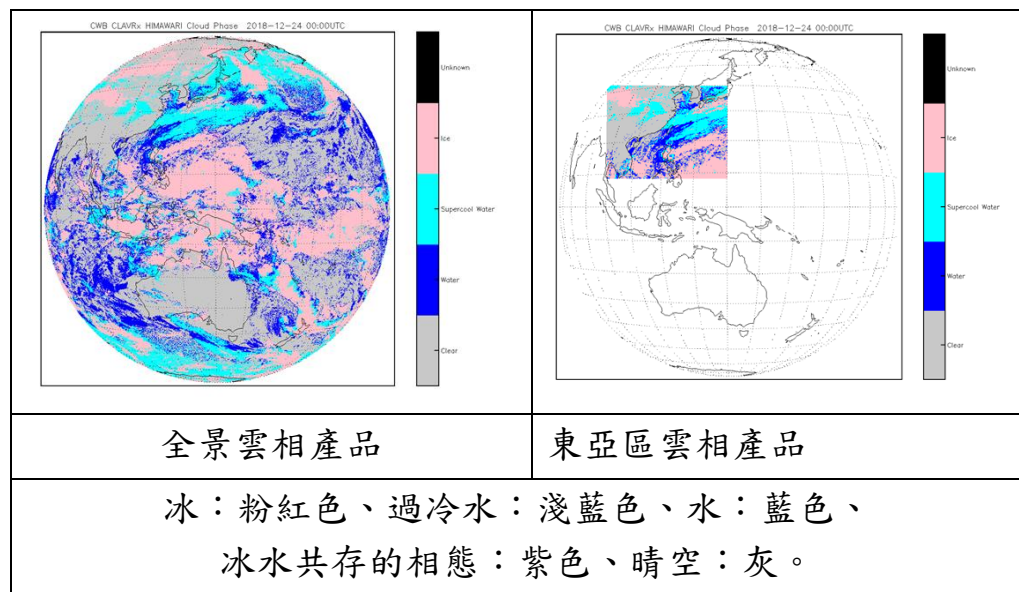 CWB CLAVRx HIMAWARI Cloud Phase 2018-12-24 00:00UTC
Unknown
Ice
Supercool Water
Water
Clear
CWB CLAVRx HIMAWARI Cloud Phase 2018-12-24 00:00UTC
Unknown
Ice
Supercool Water
Water
Clear
全景雲相產品
東亞區雲相產品
冰：粉紅色、過冷水：淺藍色、水：藍色、
冰水共存的相態：紫色、晴空：灰。